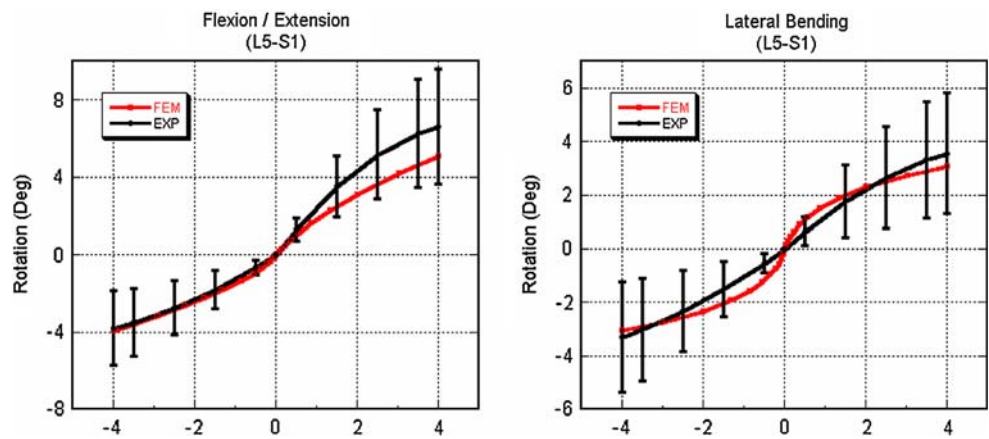 Flexion / Extension
(L5-S1)
Rotation (Deg)
FEM
EXP
8
4
0
-4
-8
-4 -2 0 2 4
Lateral Bending
(L5-S1)
Rotation (Deg)
FEM
EXP
6
4
2
0
-2
-4
-6
-4 -2 0 2 4